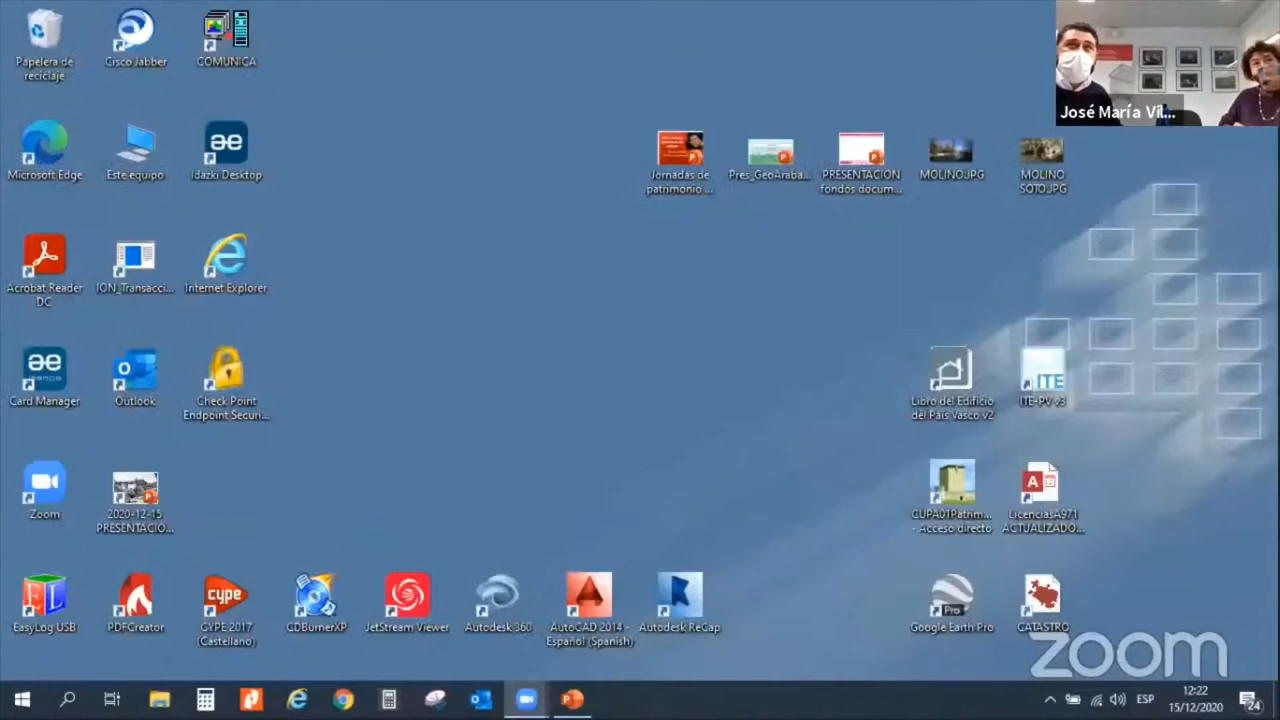 Papelera de
reciclaje
Cisco Jabber
COMUNICA
José María Vil...
Microsoft Edge
Este equipo
Idazki Desktop
Jornadas de
patrimonio ...
Pres_GeoAraba...
PRESENTACION
fondos docum...
MOLINO.JPG
MOLINO
SOTO.JPG
Acrobat Reader
DC
ION_Transacci...
Internet Explorer
Card Manager
Outlook
Check Point
Endpoint Securi...
Libro del Edificio
del País Vasco v2
ITE
ITE-PV v3
Zoom
2020-12-15
PRESENTACIO...
CUPA01Patrim...
- Acceso directo
LicenciasA971
ACTUALIZADO...
EasyLog USB
PDFCreator
cype
CYPE 2017
(Castellano)
CDBurnerXP
JetStream Viewer
Autodesk 360
AutoCAD 2014 -
Español (Spanish)
Autodesk ReCap
Pro
Google Earth Pro
CATASTRO
zoom
ESP
12:22
15/12/2020
24